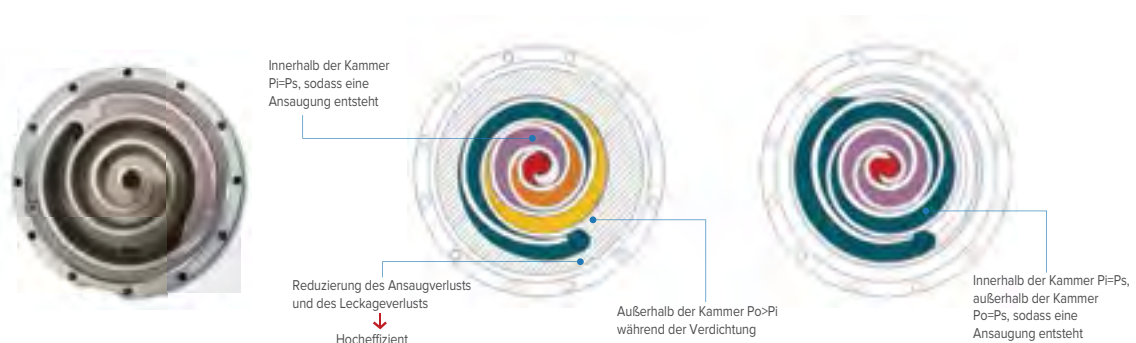 Innerhalb der Kammer
Pi=Ps, sodass eine
Ansaugung entsteht
Reduzierung des Ansaugverlusts
und des Leckageverlusts
Hocheffizient
Außerhalb der Kammer Po>Pi
während der Verdichtung
Innerhalb der Kammer Pi=Ps,
außerhalb der Kammer
Po=Ps, sodass eine
Ansaugung entsteht